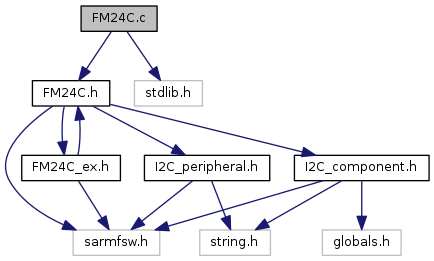 FM24C.c
FM24C.h
stdlib.h
FM24C_ex.h
I2C_peripheral.h
I2C_component.h
sarmfsw.h
string.h
globals.h